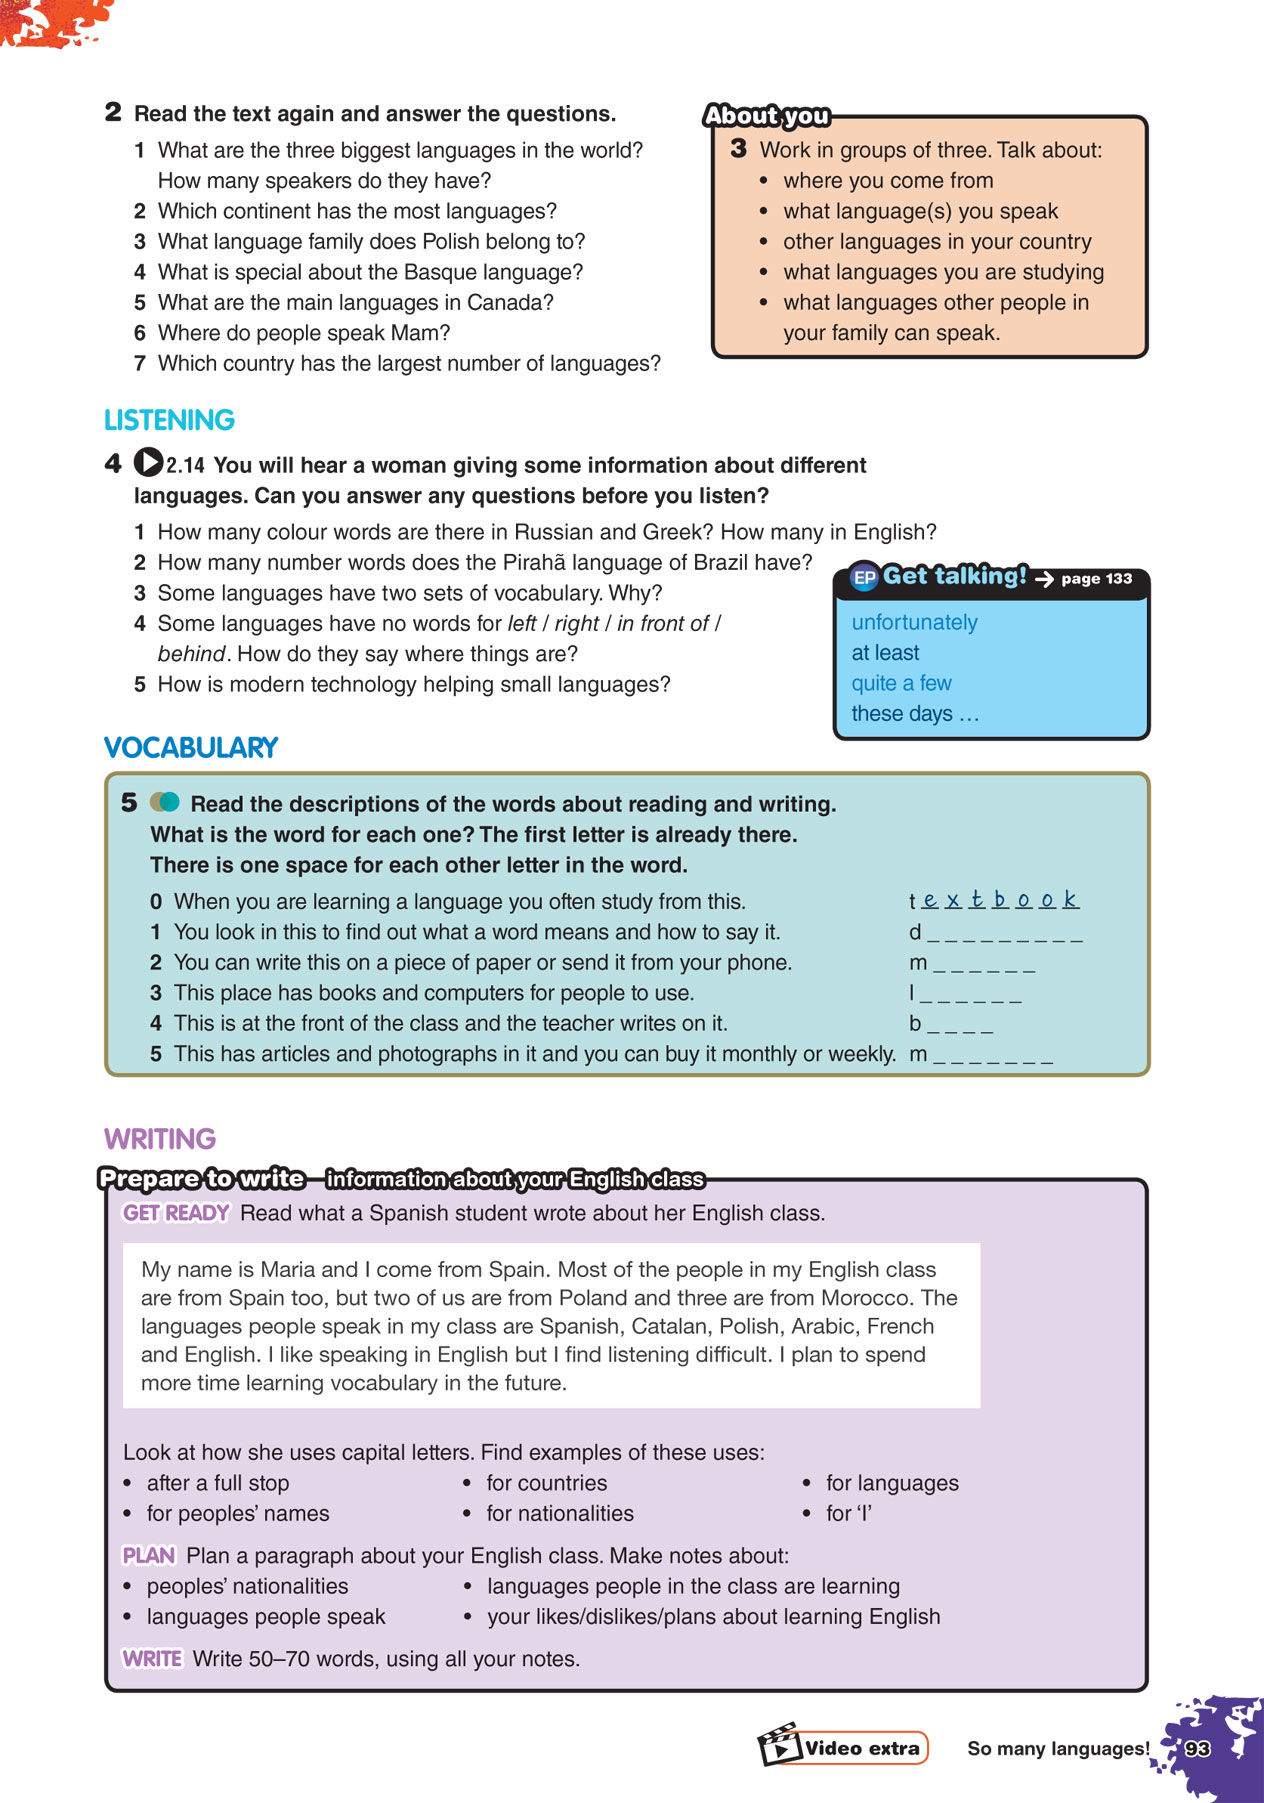 2 Read the text again and answer the questions.
1 What are the three biggest languages in the world?
How many speakers do they have?
2 Which continent has the most languages?
3 What language family does Polish belong to?
4 What is special about the Basque language?
5 What are the main languages in Canada?
6 Where do people speak Mam?
7 Which country has the largest number of languages?
About you
3 Work in groups of three. Talk about:
• where you come from
• what language(s) you speak
• other languages in your country
• what languages you are studying
• what languages other people in
your family can speak.
LISTENING
4 2.14 You will hear a woman giving some information about different
languages. Can you answer any questions before you listen?
1 How many colour words are there in Russian and Greek? How many in English?
2 How many number words does the Pirahã language of Brazil have?
3 Some languages have two sets of vocabulary. Why?
4 Some languages have no words for left / right / in front of /
behind. How do they say where things are?
5 How is modern technology helping small languages?
EP Get talking! → page 133
unfortunately
at least
quite a few
these days …
VOCABULARY
5 Read the descriptions of the words about reading and writing.
What is the word for each one? The first letter is already there.
There is one space for each other letter in the word.
0 When you are learning a language you often study from this. t e x t b o o k
1 You look in this to find out what a word means and how to say it. d _ _ _ _ _ _ _ _ _
2 You can write this on a piece of paper or send it from your phone. m _ _ _ _ _ _
3 This place has books and computers for people to use. l _ _ _ _ _ _
4 This is at the front of the class and the teacher writes on it. b _ _ _ _
5 This has articles and photographs in it and you can buy it monthly or weekly. m _ _ _ _ _ _ _
WRITING
Prepare to write information about your English class
GET READY Read what a Spanish student wrote about her English class.
My name is Maria and I come from Spain. Most of the people in my English class
are from Spain too, but two of us are from Poland and three are from Morocco. The
languages people speak in my class are Spanish, Catalan, Polish, Arabic, French
and English. I like speaking in English but I find listening difficult. I plan to spend
more time learning vocabulary in the future.
Look at how she uses capital letters. Find examples of these uses:
• after a full stop • for countries • for languages
• for peoples' names • for nationalities • for 'I'
PLAN Plan a paragraph about your English class. Make notes about:
• peoples' nationalities • languages people in the class are learning
• languages people speak • your likes/dislikes/plans about learning English
WRITE Write 50–70 words, using all your notes.
Video extra So many languages! 93